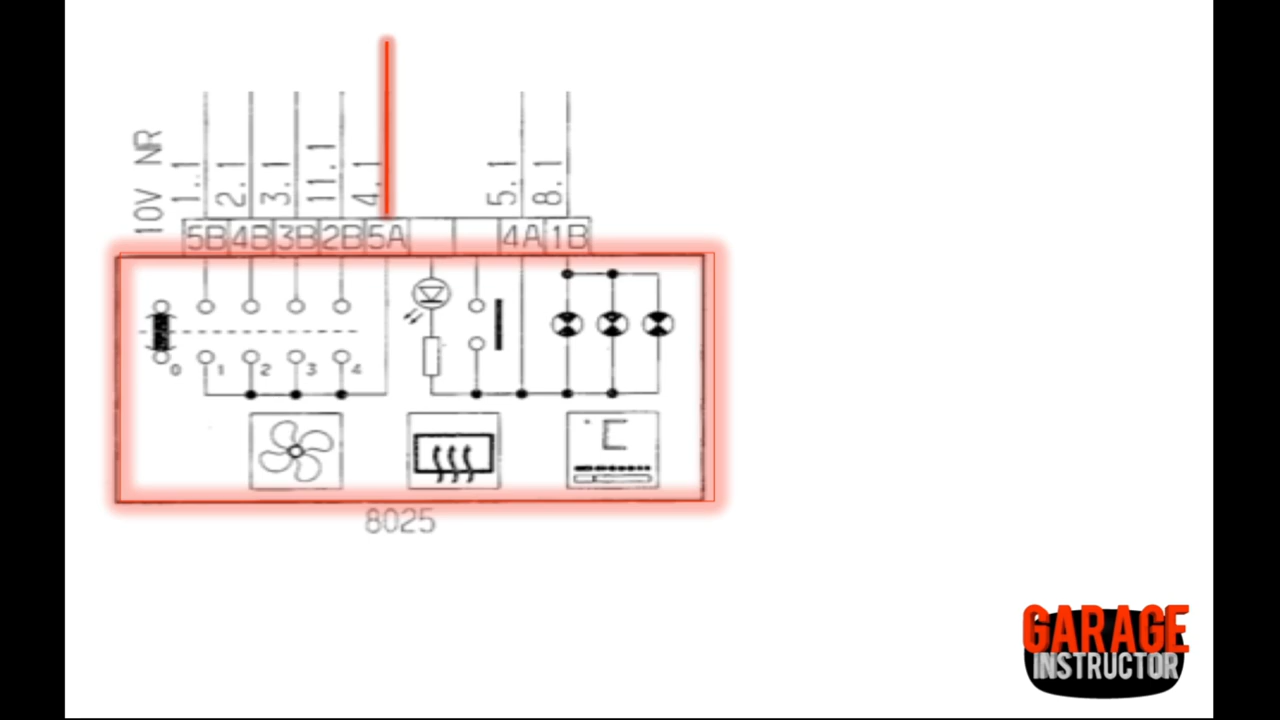 10V NR
1.1 2.1 3.1 11.1 4.1 5.1 8.1
5B 4B 3B 2B 5A 4A 1B
0 1 2 3 4
°C
8025
GARAGE
INSTRUCTOR